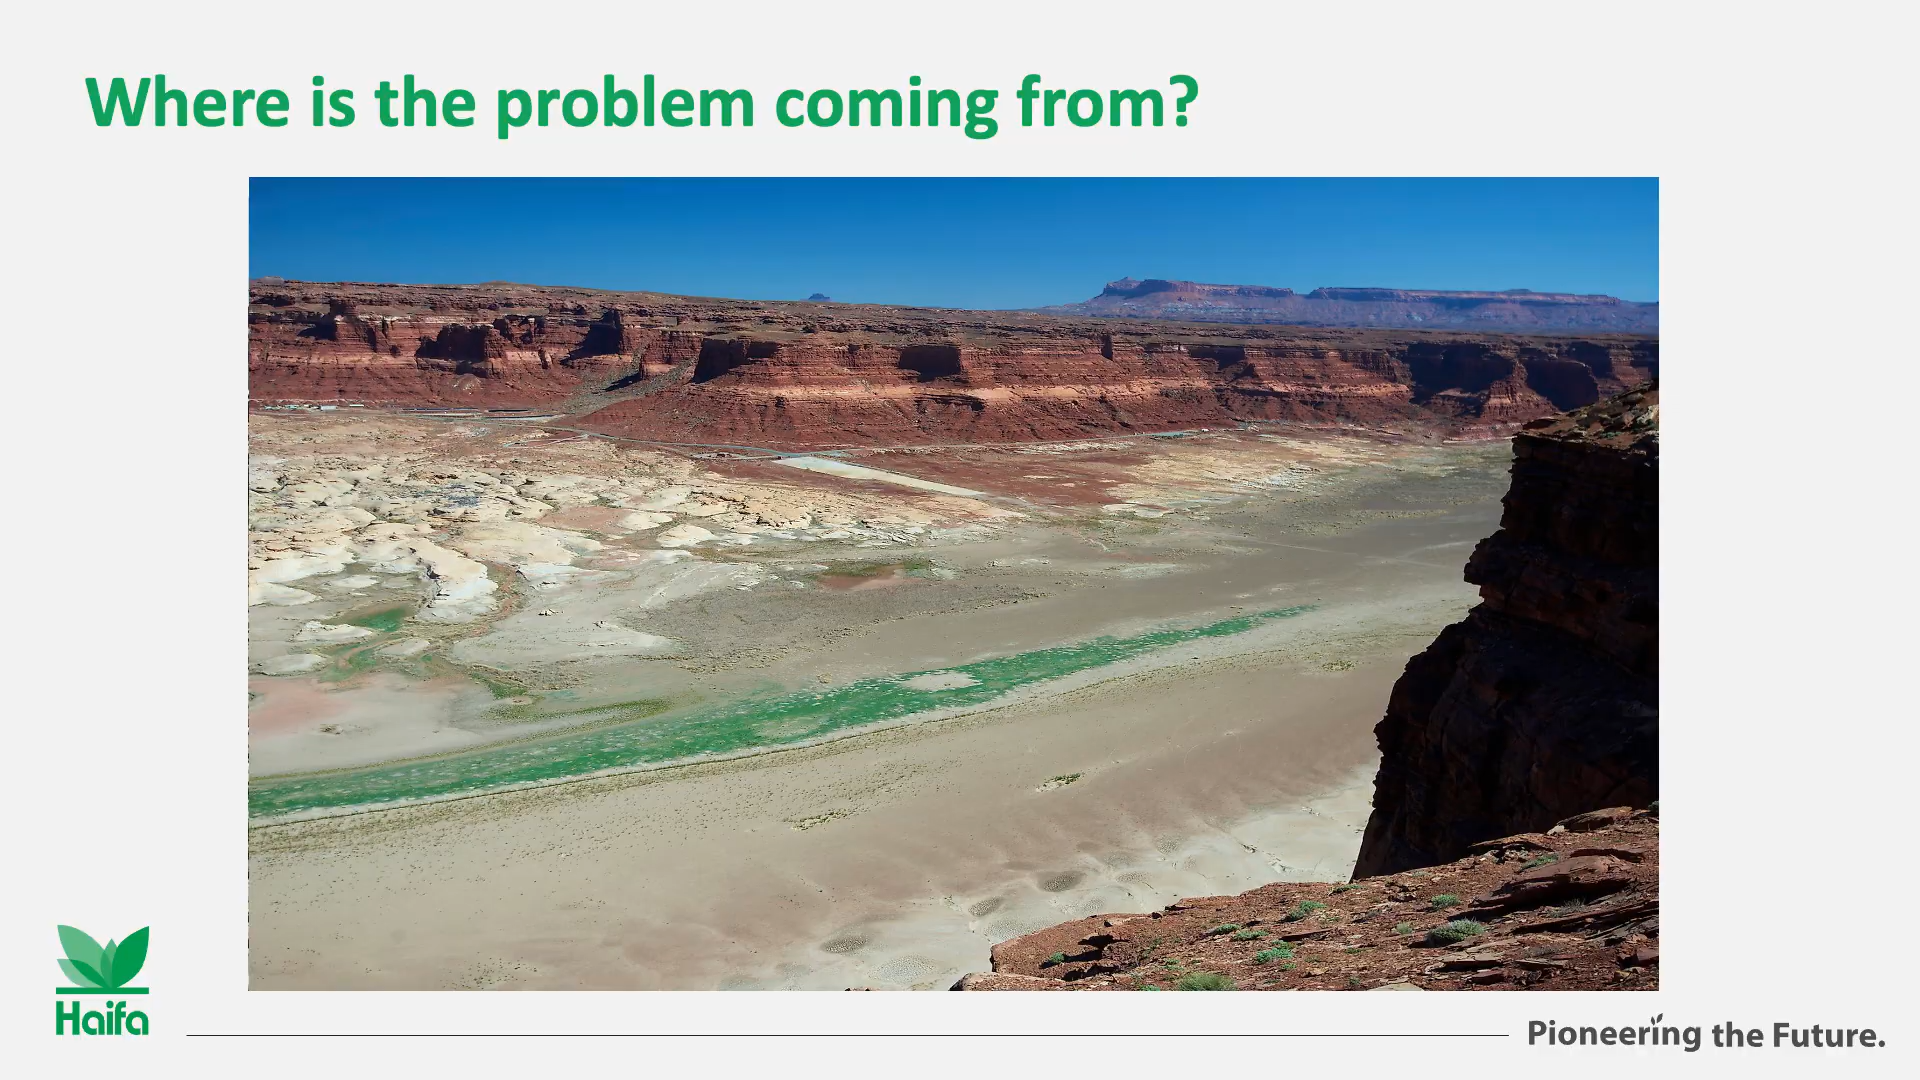 Where is the problem coming from?
Haifa
Pioneering the Future.